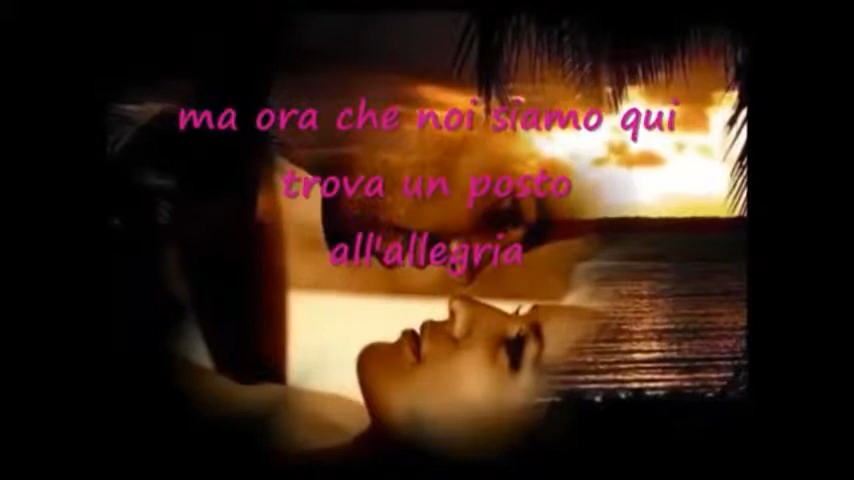 ma ora che noi siamo qui
trova un posto
all'allegria